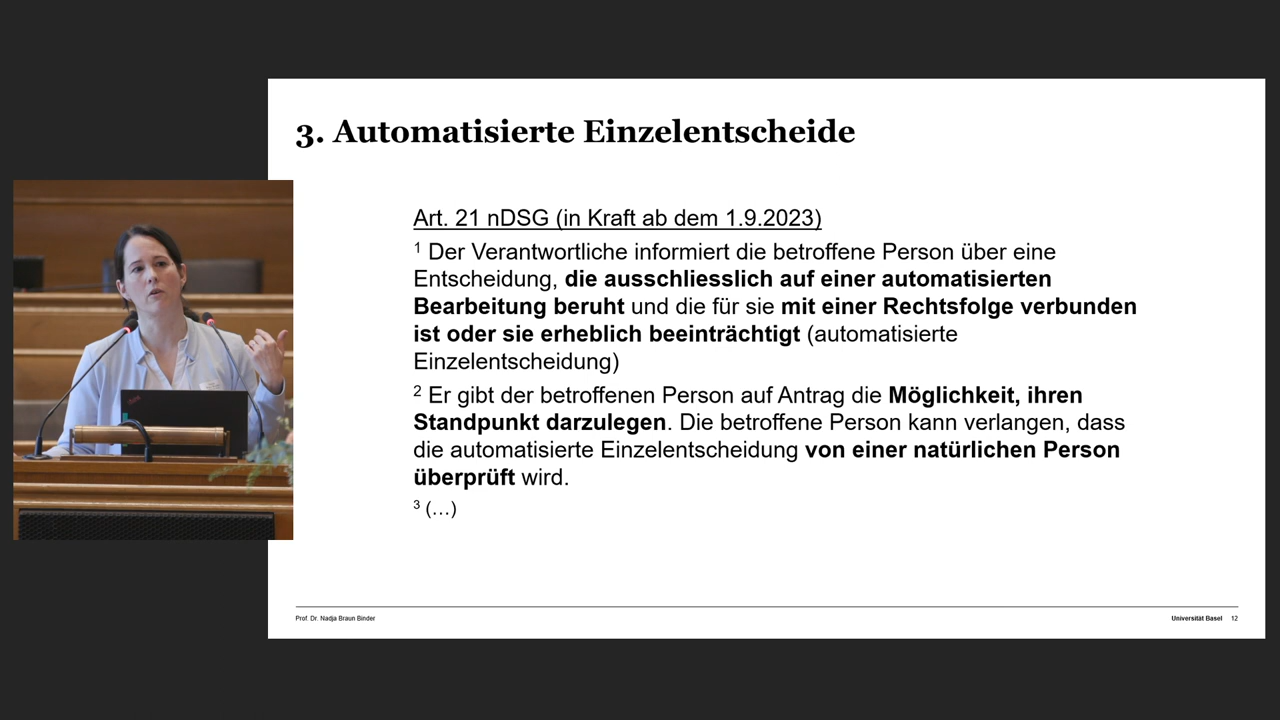 3. Automatisierte Einzelentscheide
Art. 21 nDSG (in Kraft ab dem 1.9.2023)
¹ Der Verantwortliche informiert die betroffene Person über eine
Entscheidung, die ausschliesslich auf einer automatisierten
Bearbeitung beruht und die für sie mit einer Rechtsfolge verbunden
ist oder sie erheblich beeinträchtigt (automatisierte
Einzelentscheidung)
² Er gibt der betroffenen Person auf Antrag die Möglichkeit, ihren
Standpunkt darzulegen. Die betroffene Person kann verlangen, dass
die automatisierte Einzelentscheidung von einer natürlichen Person
überprüft wird.
³ (…)
Prof. Dr. Nadja Braun Binder
Universität Basel 12